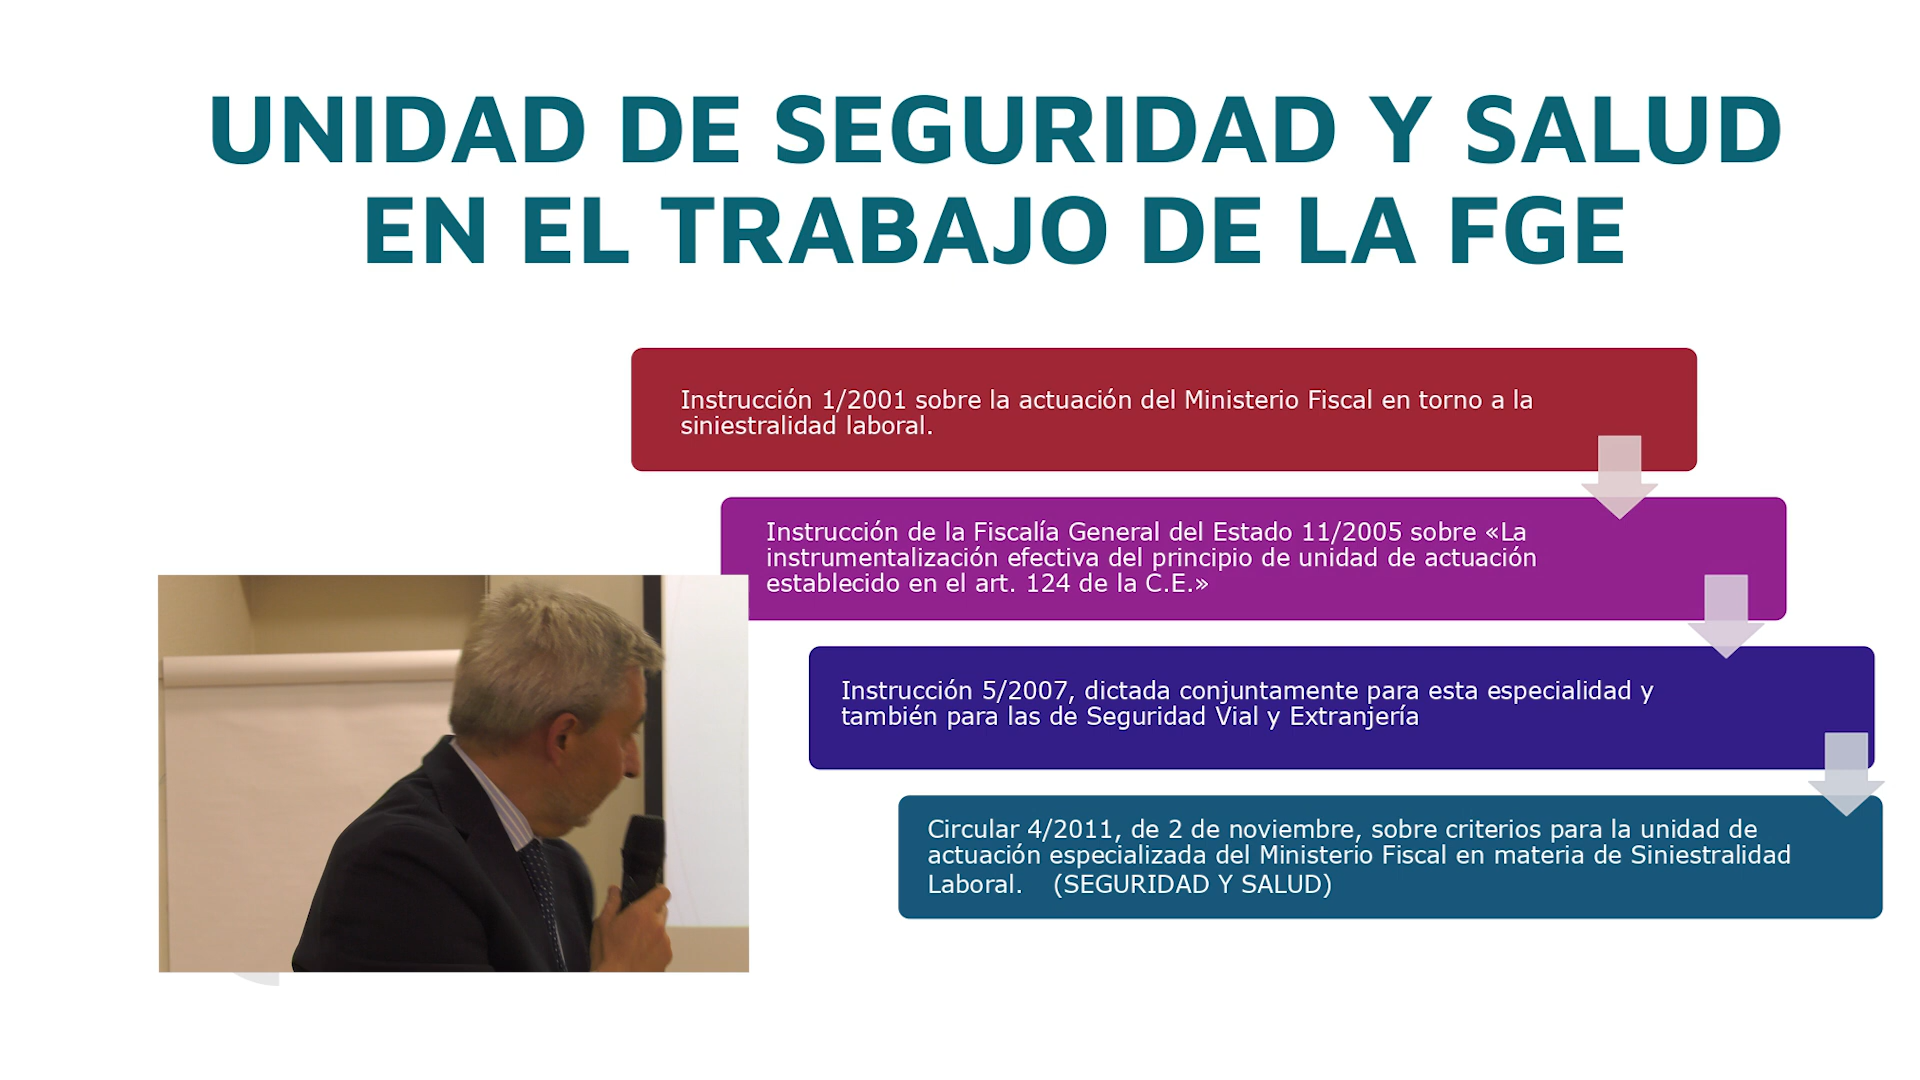 UNIDAD DE SEGURIDAD Y SALUD
EN EL TRABAJO DE LA FGE
Instrucción 1/2001 sobre la actuación del Ministerio Fiscal en torno a la
siniestralidad laboral.
Instrucción de la Fiscalía General del Estado 11/2005 sobre «La
instrumentalización efectiva del principio de unidad de actuación
establecido en el art. 124 de la C.E.»
Instrucción 5/2007, dictada conjuntamente para esta especialidad y
también para las de Seguridad Vial y Extranjería
Circular 4/2011, de 2 de noviembre, sobre criterios para la unidad de
actuación especializada del Ministerio Fiscal en materia de Siniestralidad
Laboral. (SEGURIDAD Y SALUD)